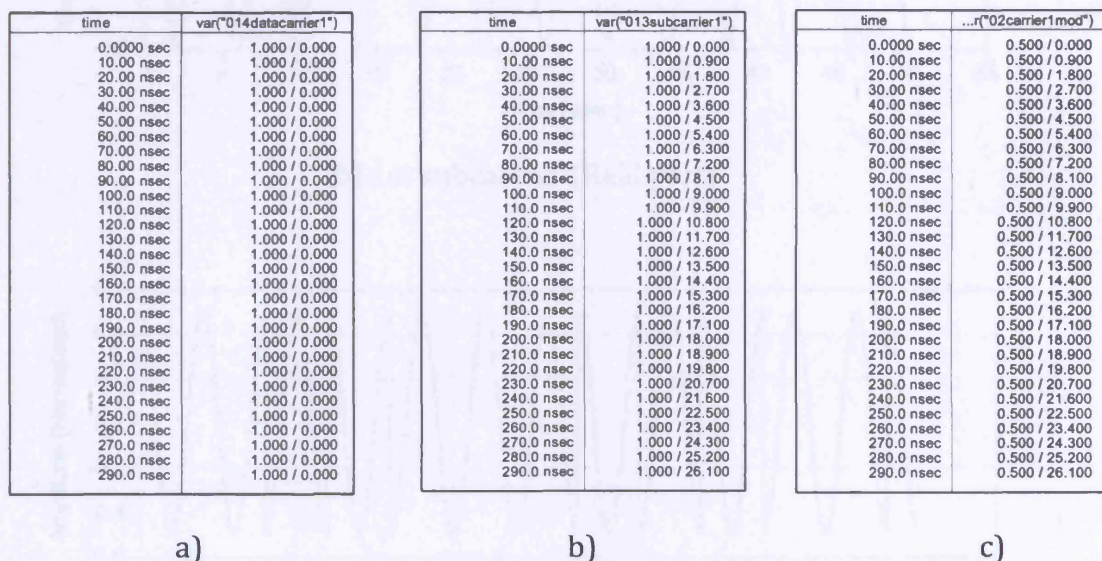 time var("014datacarrier1")
0.0000 sec 1.000 / 0.000
10.00 nsec 1.000 / 0.000
20.00 nsec 1.000 / 0.000
30.00 nsec 1.000 / 0.000
40.00 nsec 1.000 / 0.000
50.00 nsec 1.000 / 0.000
60.00 nsec 1.000 / 0.000
70.00 nsec 1.000 / 0.000
80.00 nsec 1.000 / 0.000
90.00 nsec 1.000 / 0.000
100.0 nsec 1.000 / 0.000
110.0 nsec 1.000 / 0.000
120.0 nsec 1.000 / 0.000
130.0 nsec 1.000 / 0.000
140.0 nsec 1.000 / 0.000
150.0 nsec 1.000 / 0.000
160.0 nsec 1.000 / 0.000
170.0 nsec 1.000 / 0.000
180.0 nsec 1.000 / 0.000
190.0 nsec 1.000 / 0.000
200.0 nsec 1.000 / 0.000
210.0 nsec 1.000 / 0.000
220.0 nsec 1.000 / 0.000
230.0 nsec 1.000 / 0.000
240.0 nsec 1.000 / 0.000
250.0 nsec 1.000 / 0.000
260.0 nsec 1.000 / 0.000
270.0 nsec 1.000 / 0.000
280.0 nsec 1.000 / 0.000
290.0 nsec 1.000 / 0.000
a)
time var("013subcarrier1")
0.0000 sec 1.000 / 0.000
10.00 nsec 1.000 / 0.900
20.00 nsec 1.000 / 1.800
30.00 nsec 1.000 / 2.700
40.00 nsec 1.000 / 3.600
50.00 nsec 1.000 / 4.500
60.00 nsec 1.000 / 5.400
70.00 nsec 1.000 / 6.300
80.00 nsec 1.000 / 7.200
90.00 nsec 1.000 / 8.100
100.0 nsec 1.000 / 9.000
110.0 nsec 1.000 / 9.900
120.0 nsec 1.000 / 10.800
130.0 nsec 1.000 / 11.700
140.0 nsec 1.000 / 12.600
150.0 nsec 1.000 / 13.500
160.0 nsec 1.000 / 14.400
170.0 nsec 1.000 / 15.300
180.0 nsec 1.000 / 16.200
190.0 nsec 1.000 / 17.100
200.0 nsec 1.000 / 18.000
210.0 nsec 1.000 / 18.900
220.0 nsec 1.000 / 19.800
230.0 nsec 1.000 / 20.700
240.0 nsec 1.000 / 21.600
250.0 nsec 1.000 / 22.500
260.0 nsec 1.000 / 23.400
270.0 nsec 1.000 / 24.300
280.0 nsec 1.000 / 25.200
290.0 nsec 1.000 / 26.100
b)
time ...r("02carrier1mod")
0.0000 sec 0.500 / 0.000
10.00 nsec 0.500 / 0.900
20.00 nsec 0.500 / 1.800
30.00 nsec 0.500 / 2.700
40.00 nsec 0.500 / 3.600
50.00 nsec 0.500 / 4.500
60.00 nsec 0.500 / 5.400
70.00 nsec 0.500 / 6.300
80.00 nsec 0.500 / 7.200
90.00 nsec 0.500 / 8.100
100.0 nsec 0.500 / 9.000
110.0 nsec 0.500 / 9.900
120.0 nsec 0.500 / 10.800
130.0 nsec 0.500 / 11.700
140.0 nsec 0.500 / 12.600
150.0 nsec 0.500 / 13.500
160.0 nsec 0.500 / 14.400
170.0 nsec 0.500 / 15.300
180.0 nsec 0.500 / 16.200
190.0 nsec 0.500 / 17.100
200.0 nsec 0.500 / 18.000
210.0 nsec 0.500 / 18.900
220.0 nsec 0.500 / 19.800
230.0 nsec 0.500 / 20.700
240.0 nsec 0.500 / 21.600
250.0 nsec 0.500 / 22.500
260.0 nsec 0.500 / 23.400
270.0 nsec 0.500 / 24.300
280.0 nsec 0.500 / 25.200
290.0 nsec 0.500 / 26.100
c)